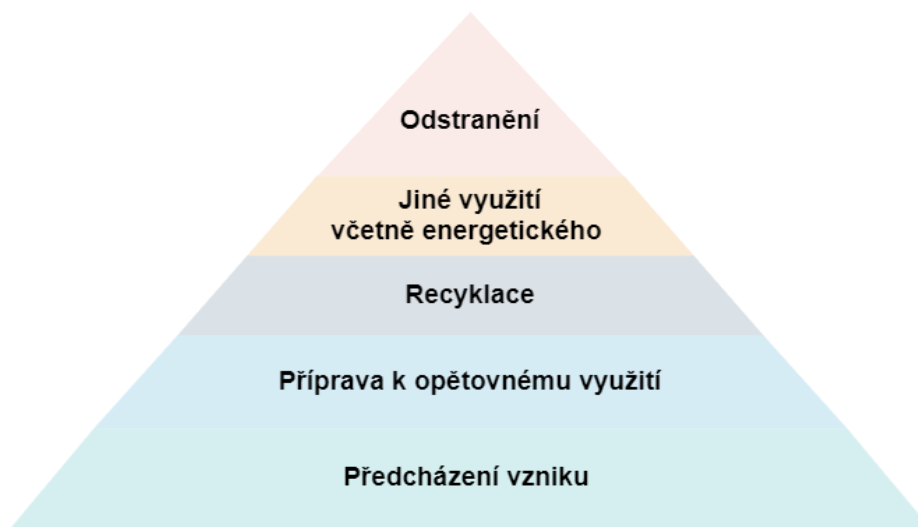 Odstranění
Jiné využití
včetně energetického
Recyklace
Příprava k opětovnému využití
Předcházení vzniku